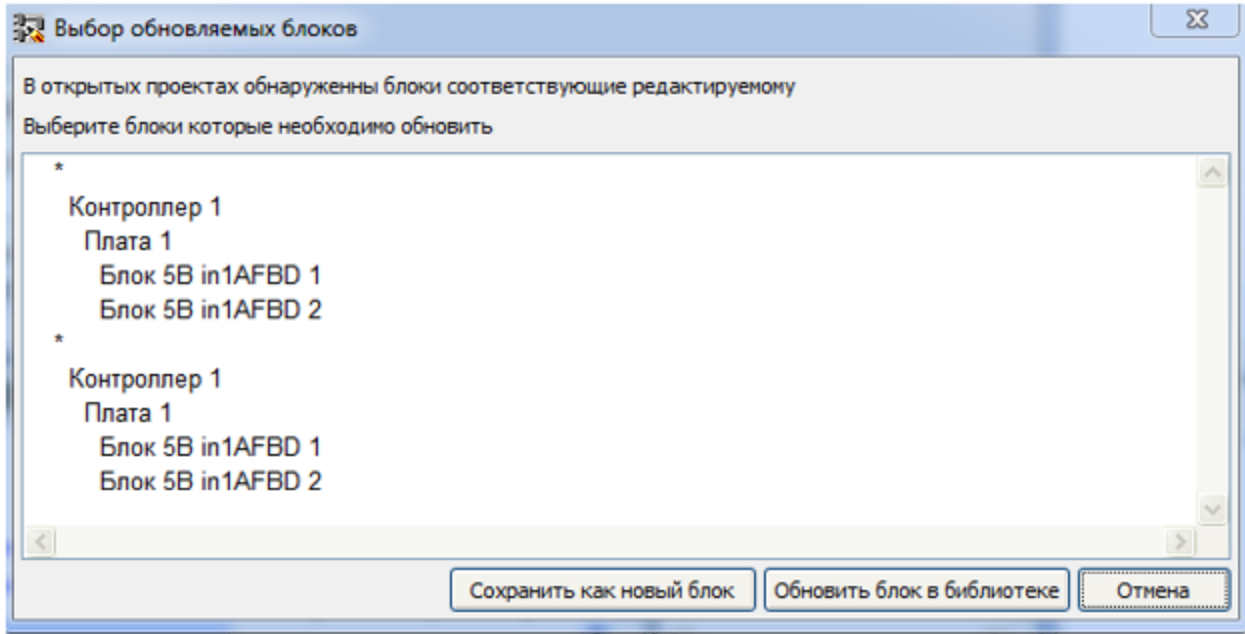 Выбор обновляемых блоков
В открытых проектах обнаруженны блоки соответствующие редактируемому
Выберите блоки которые необходимо обновить
*
Контроллер 1
Плата 1
Блок 5B in1AFBD 1
Блок 5B in1AFBD 2
*
Контроллер 1
Плата 1
Блок 5B in1AFBD 1
Блок 5B in1AFBD 2
Сохранить как новый блок Обновить блок в библиотеке Отмена